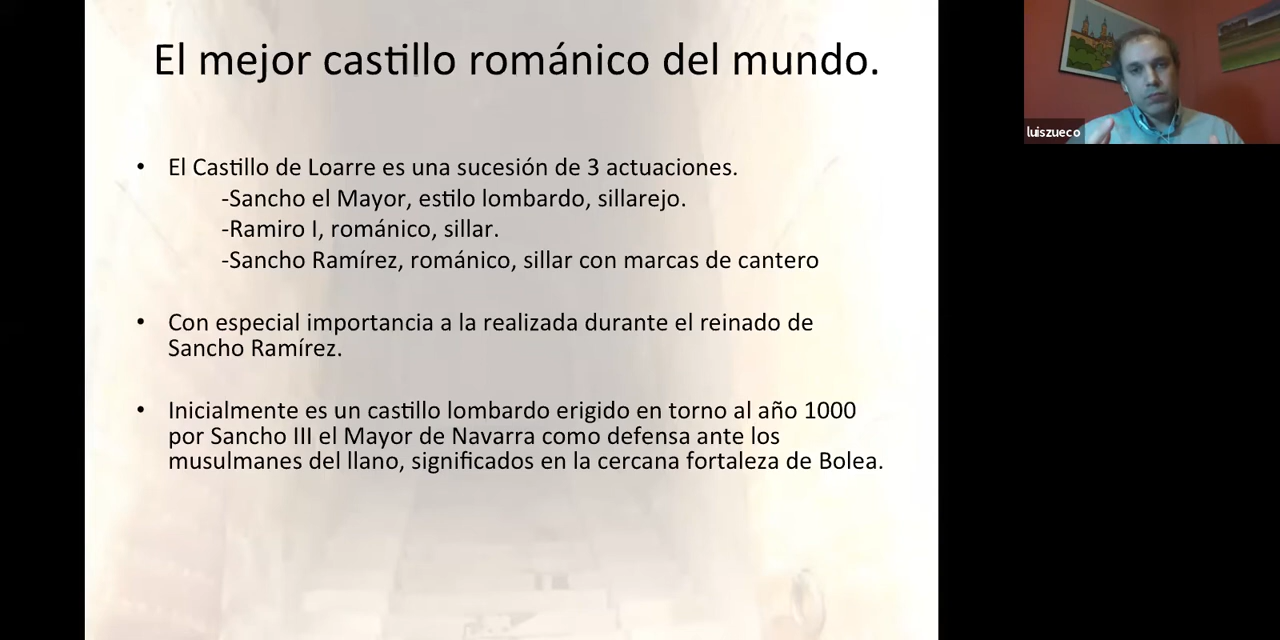 El mejor castillo románico del mundo.
luiszueco
• El Castillo de Loarre es una sucesión de 3 actuaciones.
-Sancho el Mayor, estilo lombardo, sillarejo.
-Ramiro I, románico, sillar.
-Sancho Ramírez, románico, sillar con marcas de cantero
• Con especial importancia a la realizada durante el reinado de
Sancho Ramírez.
• Inicialmente es un castillo lombardo erigido en torno al año 1000
por Sancho III el Mayor de Navarra como defensa ante los
musulmanes del llano, significados en la cercana fortaleza de Bolea.